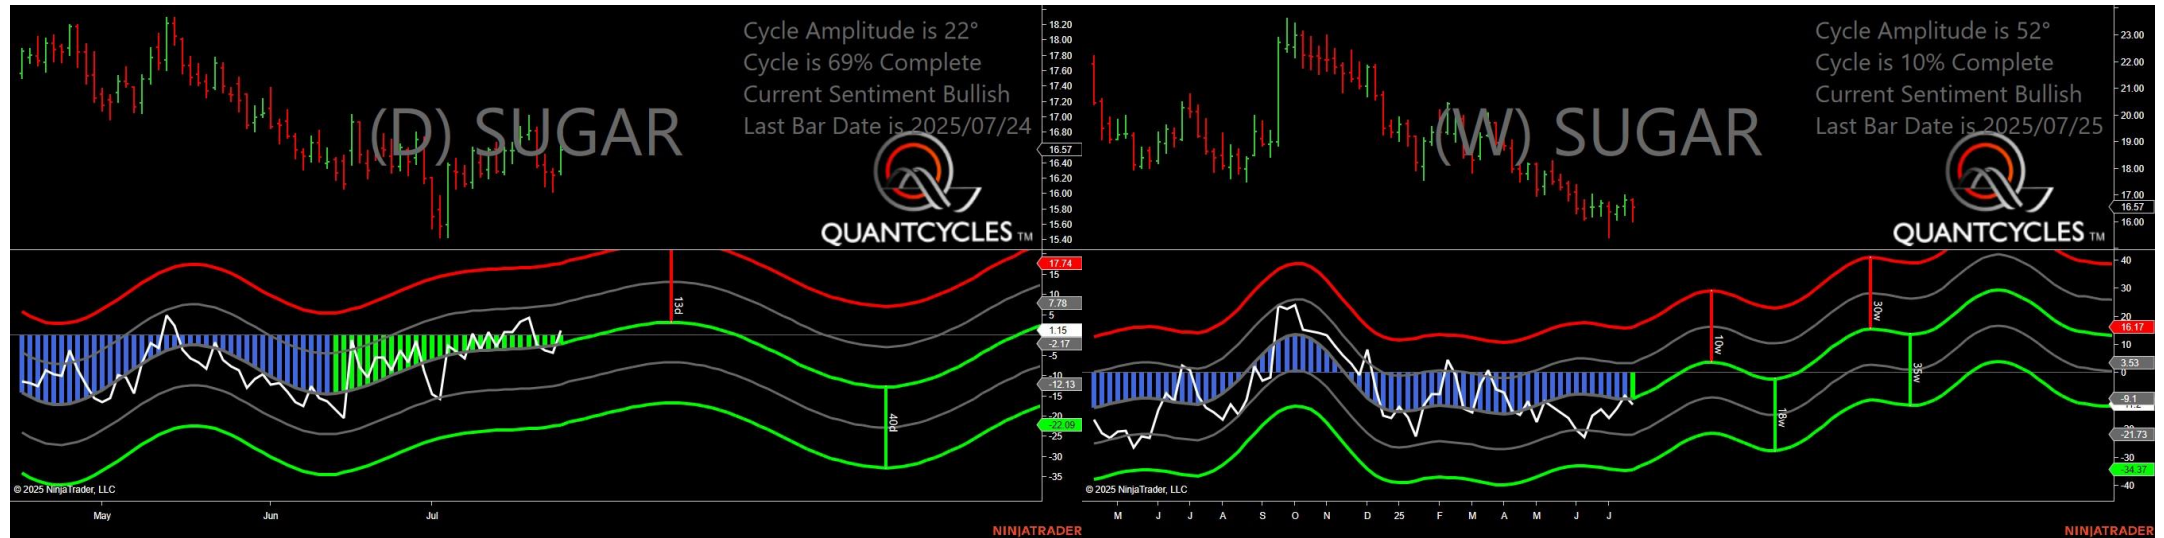 Cycle Amplitude is 22°
Cycle is 69% Complete
Current Sentiment Bullish
Last Bar Date is 2025/07/24
(D) SUGAR
QUANTCYCLES TM
18.20
18.00
17.80
17.60
17.40
17.20
17.00
16.80
16.57
16.40
16.20
16.00
15.80
15.60
15.40
17.74
15
10
7.78
5
1.15
-2.17
-5
-10
-12.13
-15
-20
-22.09
-25
-30
-35
13d
40d
© 2025 NinjaTrader, LLC
May Jun Jul
NINJATRADER
Cycle Amplitude is 52°
Cycle is 10% Complete
Current Sentiment Bullish
Last Bar Date is 2025/07/25
(W) SUGAR
QUANTCYCLES TM
23.00
22.00
21.00
20.00
19.00
18.00
17.00
16.57
16.00
40
30
20
16.17
10
3.53
0
-9.1
-21.73
-30
-34.37
-40
10w
18w
30w
35w
© 2025 NinjaTrader, LLC
M J J A S O N D 25 F M A M J J
NINJATRADER